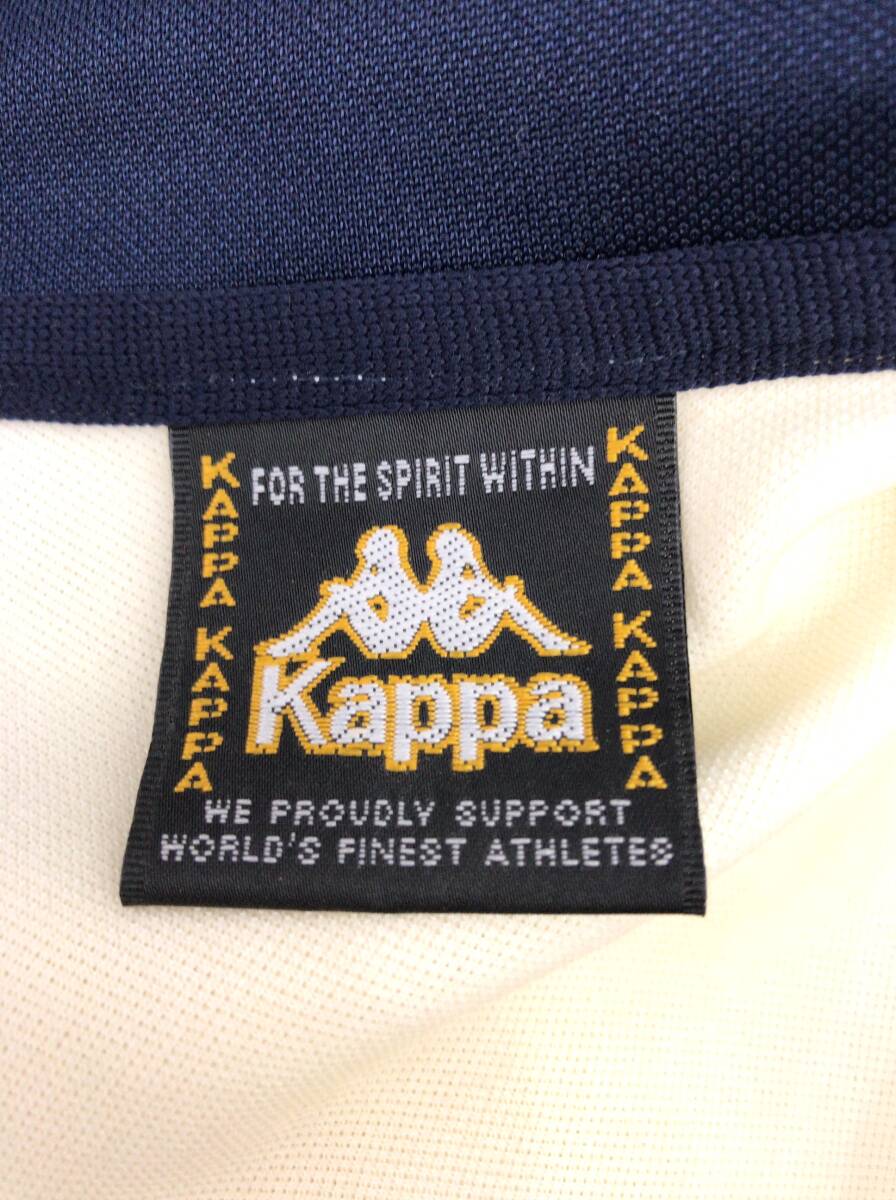 FOR THE SPIRiT WiTHiN
KAPPA KAPPA
KAPPA KAPPA
Kappa
WE PROUDLY SUPPORT
WORLD'S FINEST ATHLETES